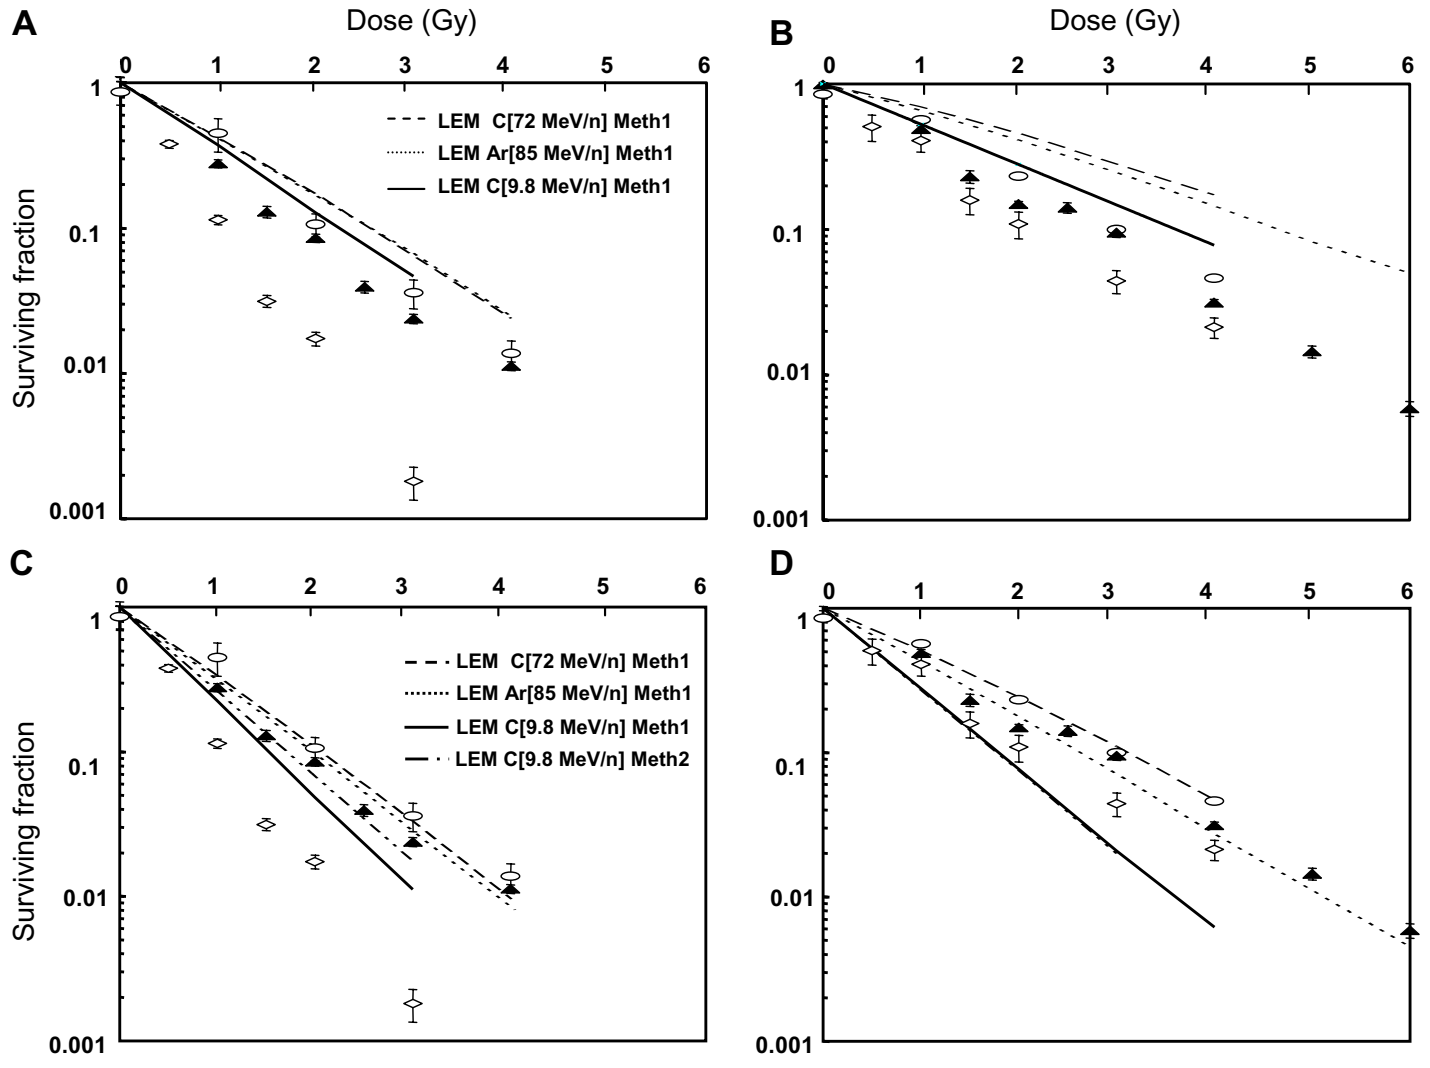 A
Dose (Gy)
0 1 2 3 4 5 6
1
0.1
0.01
0.001
Surviving fraction
LEM C[72 MeV/n] Meth1
LEM Ar[85 MeV/n] Meth1
LEM C[9.8 MeV/n] Meth1
B
Dose (Gy)
0 1 2 3 4 5 6
1
0.1
0.01
0.001
C
0 1 2 3 4 5 6
1
0.1
0.01
0.001
Surviving fraction
LEM C[72 MeV/n] Meth1
LEM Ar[85 MeV/n] Meth1
LEM C[9.8 MeV/n] Meth1
LEM C[9.8 MeV/n] Meth2
D
0 1 2 3 4 5 6
1
0.1
0.01
0.001